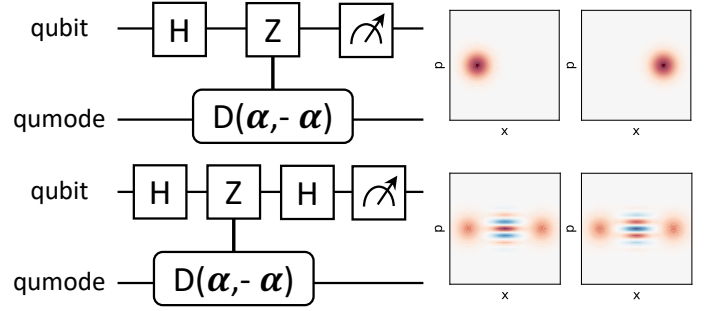 qubit H Z p p
qumode D(α,- α) x x
qubit H Z H p p
qumode D(α,- α) x x